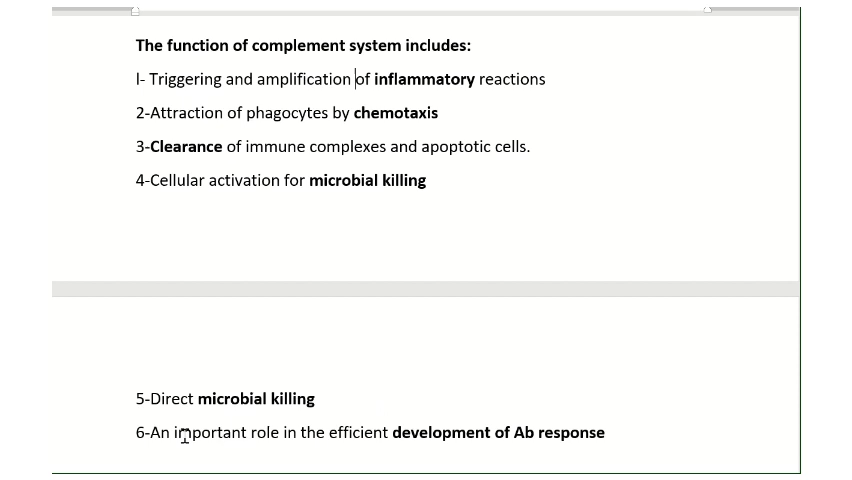 The function of complement system includes:
l- Triggering and amplification of inflammatory reactions
2-Attraction of phagocytes by chemotaxis
3-Clearance of immune complexes and apoptotic cells.
4-Cellular activation for microbial killing
5-Direct microbial killing
6-An important role in the efficient development of Ab response